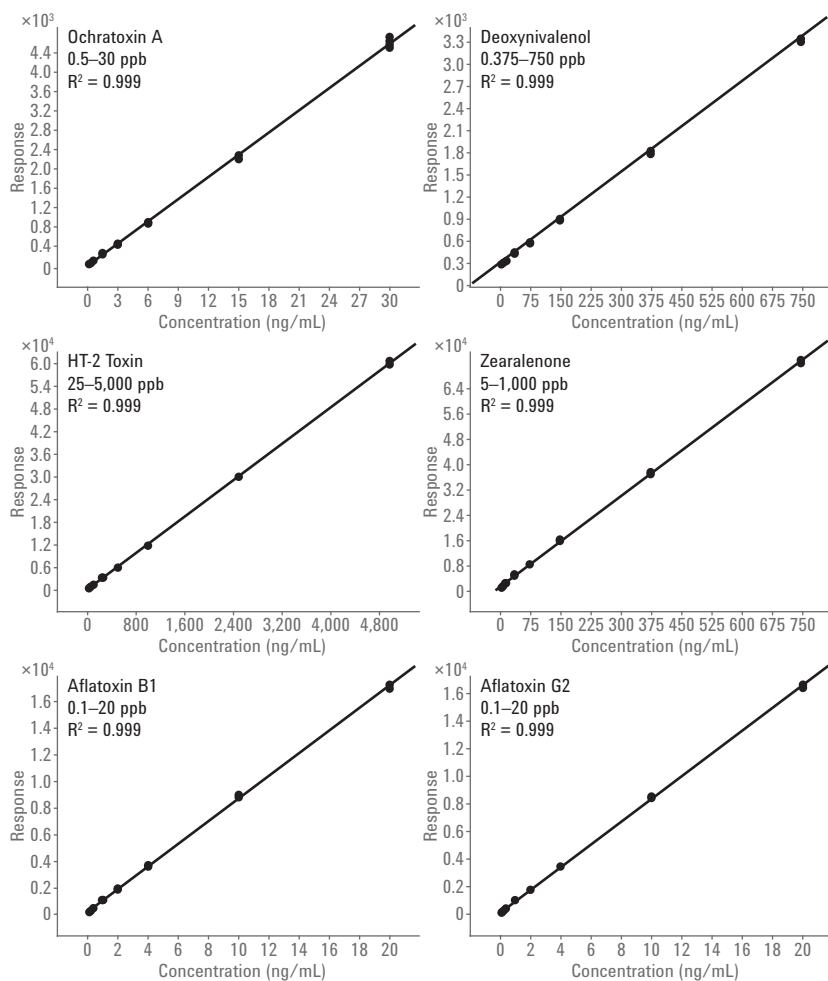 ×10³
Ochratoxin A
0.5–30 ppb
R² = 0.999
4.4
4.0
3.6
3.2
2.8
2.4
2.0
1.6
1.2
0.8
0.4
0
Response
0 3 6 9 12 15 18 21 24 27 30
Concentration (ng/mL)
×10³
Deoxynivalenol
0.375–750 ppb
R² = 0.999
3.3
3.0
2.7
2.4
2.1
1.8
1.5
1.2
0.9
0.6
0.3
0
Response
0 75 150 225 300 375 450 525 600 675 750
Concentration (ng/mL)
×10⁴
HT-2 Toxin
25–5,000 ppb
R² = 0.999
6.0
5.4
4.8
4.2
3.6
3.0
2.4
1.8
1.2
0.6
0
Response
0 800 1,600 2,400 3,200 4,000 4,800
Concentration (ng/mL)
×10⁴
Zearalenone
5–1,000 ppb
R² = 0.999
6.4
5.6
4.8
4.0
3.2
2.4
1.6
0.8
0
Response
0 75 150 225 300 375 450 525 600 675 750
Concentration (ng/mL)
×10⁴
Aflatoxin B1
0.1–20 ppb
R² = 0.999
1.6
1.4
1.2
1.0
0.8
0.6
0.4
0.2
0
Response
0 2 4 6 8 10 12 14 16 18 20
Concentration (ng/mL)
×10⁴
Aflatoxin G2
0.1–20 ppb
R² = 0.999
1.6
1.4
1.2
1.0
0.8
0.6
0.4
0.2
0
Response
0 2 4 6 8 10 12 14 16 18 20
Concentration (ng/mL)